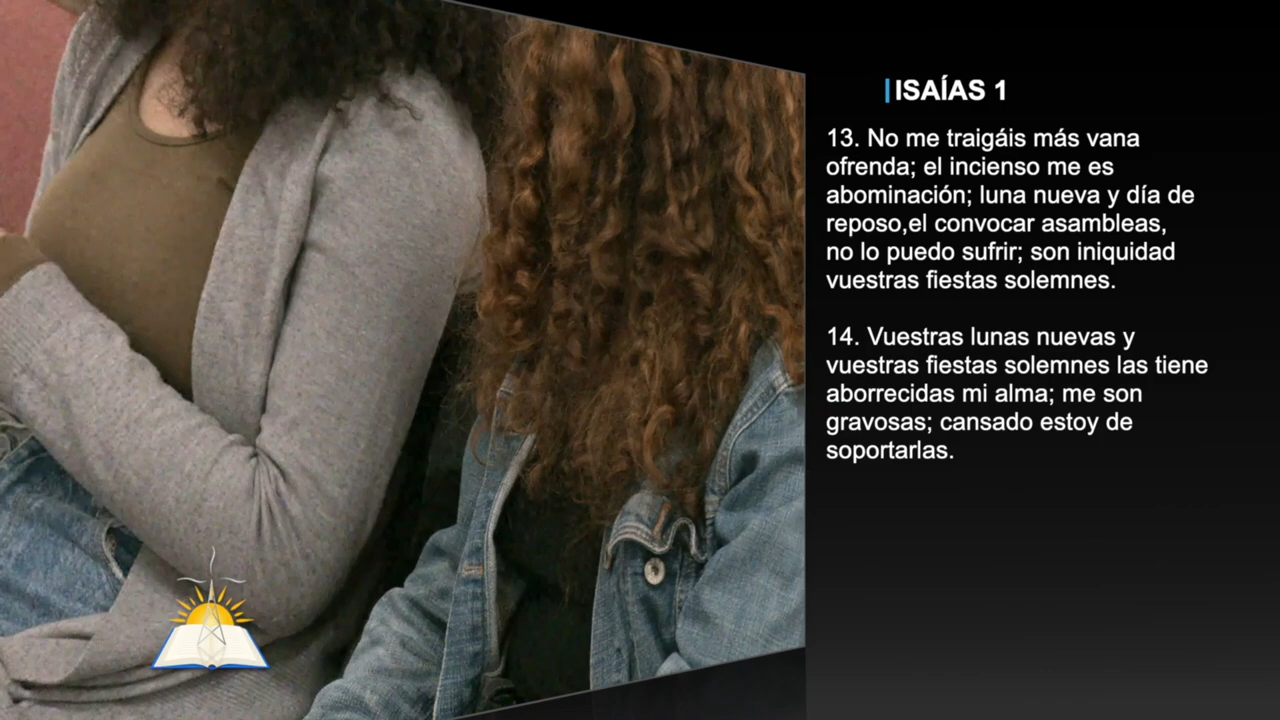 ISAÍAS 1
13. No me traigáis más vana
ofrenda; el incienso me es
abominación; luna nueva y día de
reposo,el convocar asambleas,
no lo puedo sufrir; son iniquidad
vuestras fiestas solemnes.
14. Vuestras lunas nuevas y
vuestras fiestas solemnes las tiene
aborrecidas mi alma; me son
gravosas; cansado estoy de
soportarlas.